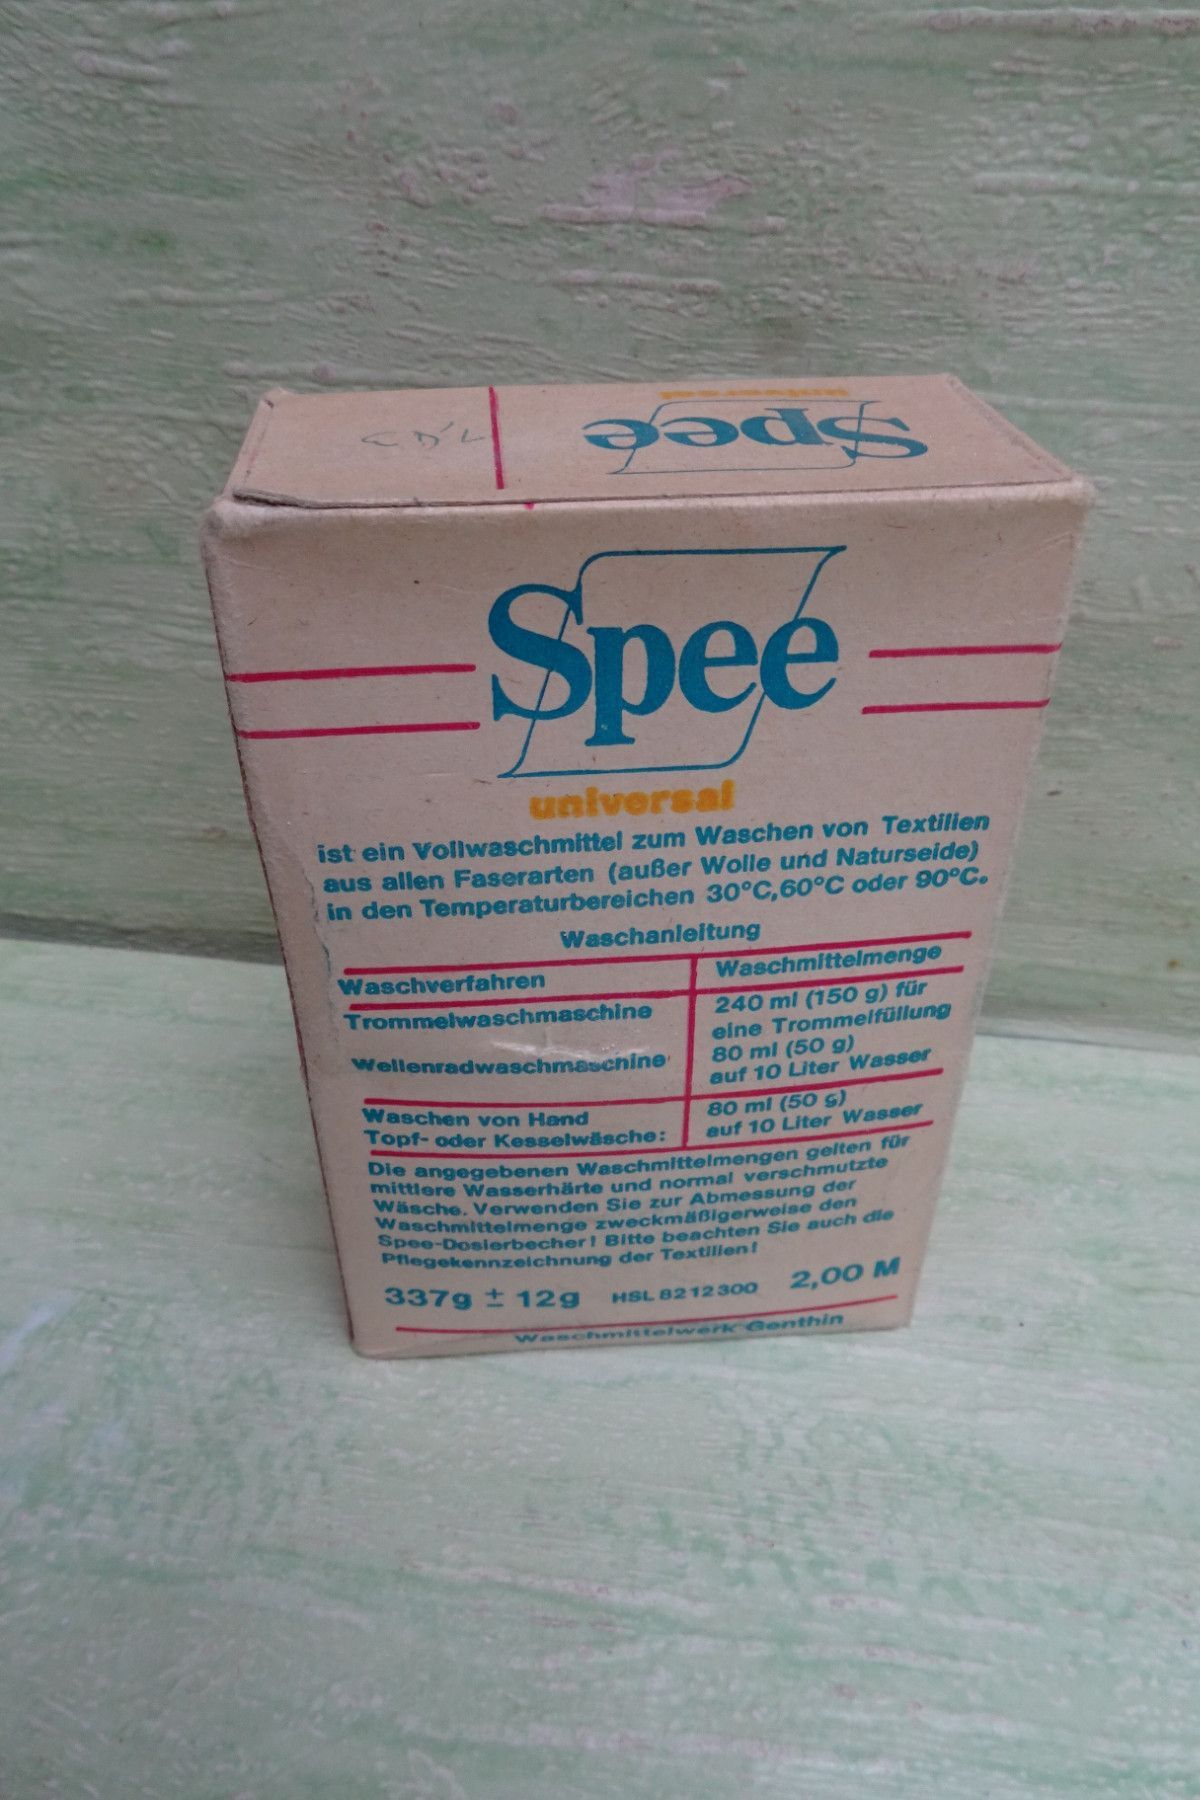 universal
Spee
Spee
universal
ist ein Vollwaschmittel zum Waschen von Textilien
aus allen Faserarten (außer Wolle und Naturseide)
in den Temperaturbereichen 30°C,60°C oder 90°C.
Waschanleitung
Waschverfahren
Waschmittelmenge
Trommelwaschmaschine
240 ml (150 g) für
eine Trommelfüllung
Wellenradwaschmaschine
80 ml (50 g)
auf 10 Liter Wasser
Waschen von Hand
Topf- oder Kesselwäsche:
80 ml (50 g)
auf 10 Liter Wasser
Die angegebenen Waschmittelmengen gelten für
mittlere Wasserhärte und normal verschmutzte
Wäsche. Verwenden Sie zur Abmessung der
Waschmittelmenge zweckmäßigerweise den
Spee-Dosierbecher! Bitte beachten Sie auch die
Pflegekennzeichnung der Textilien!
337g ± 12g HSL 8212300 2,00 M
Waschmittelwerk Genthin